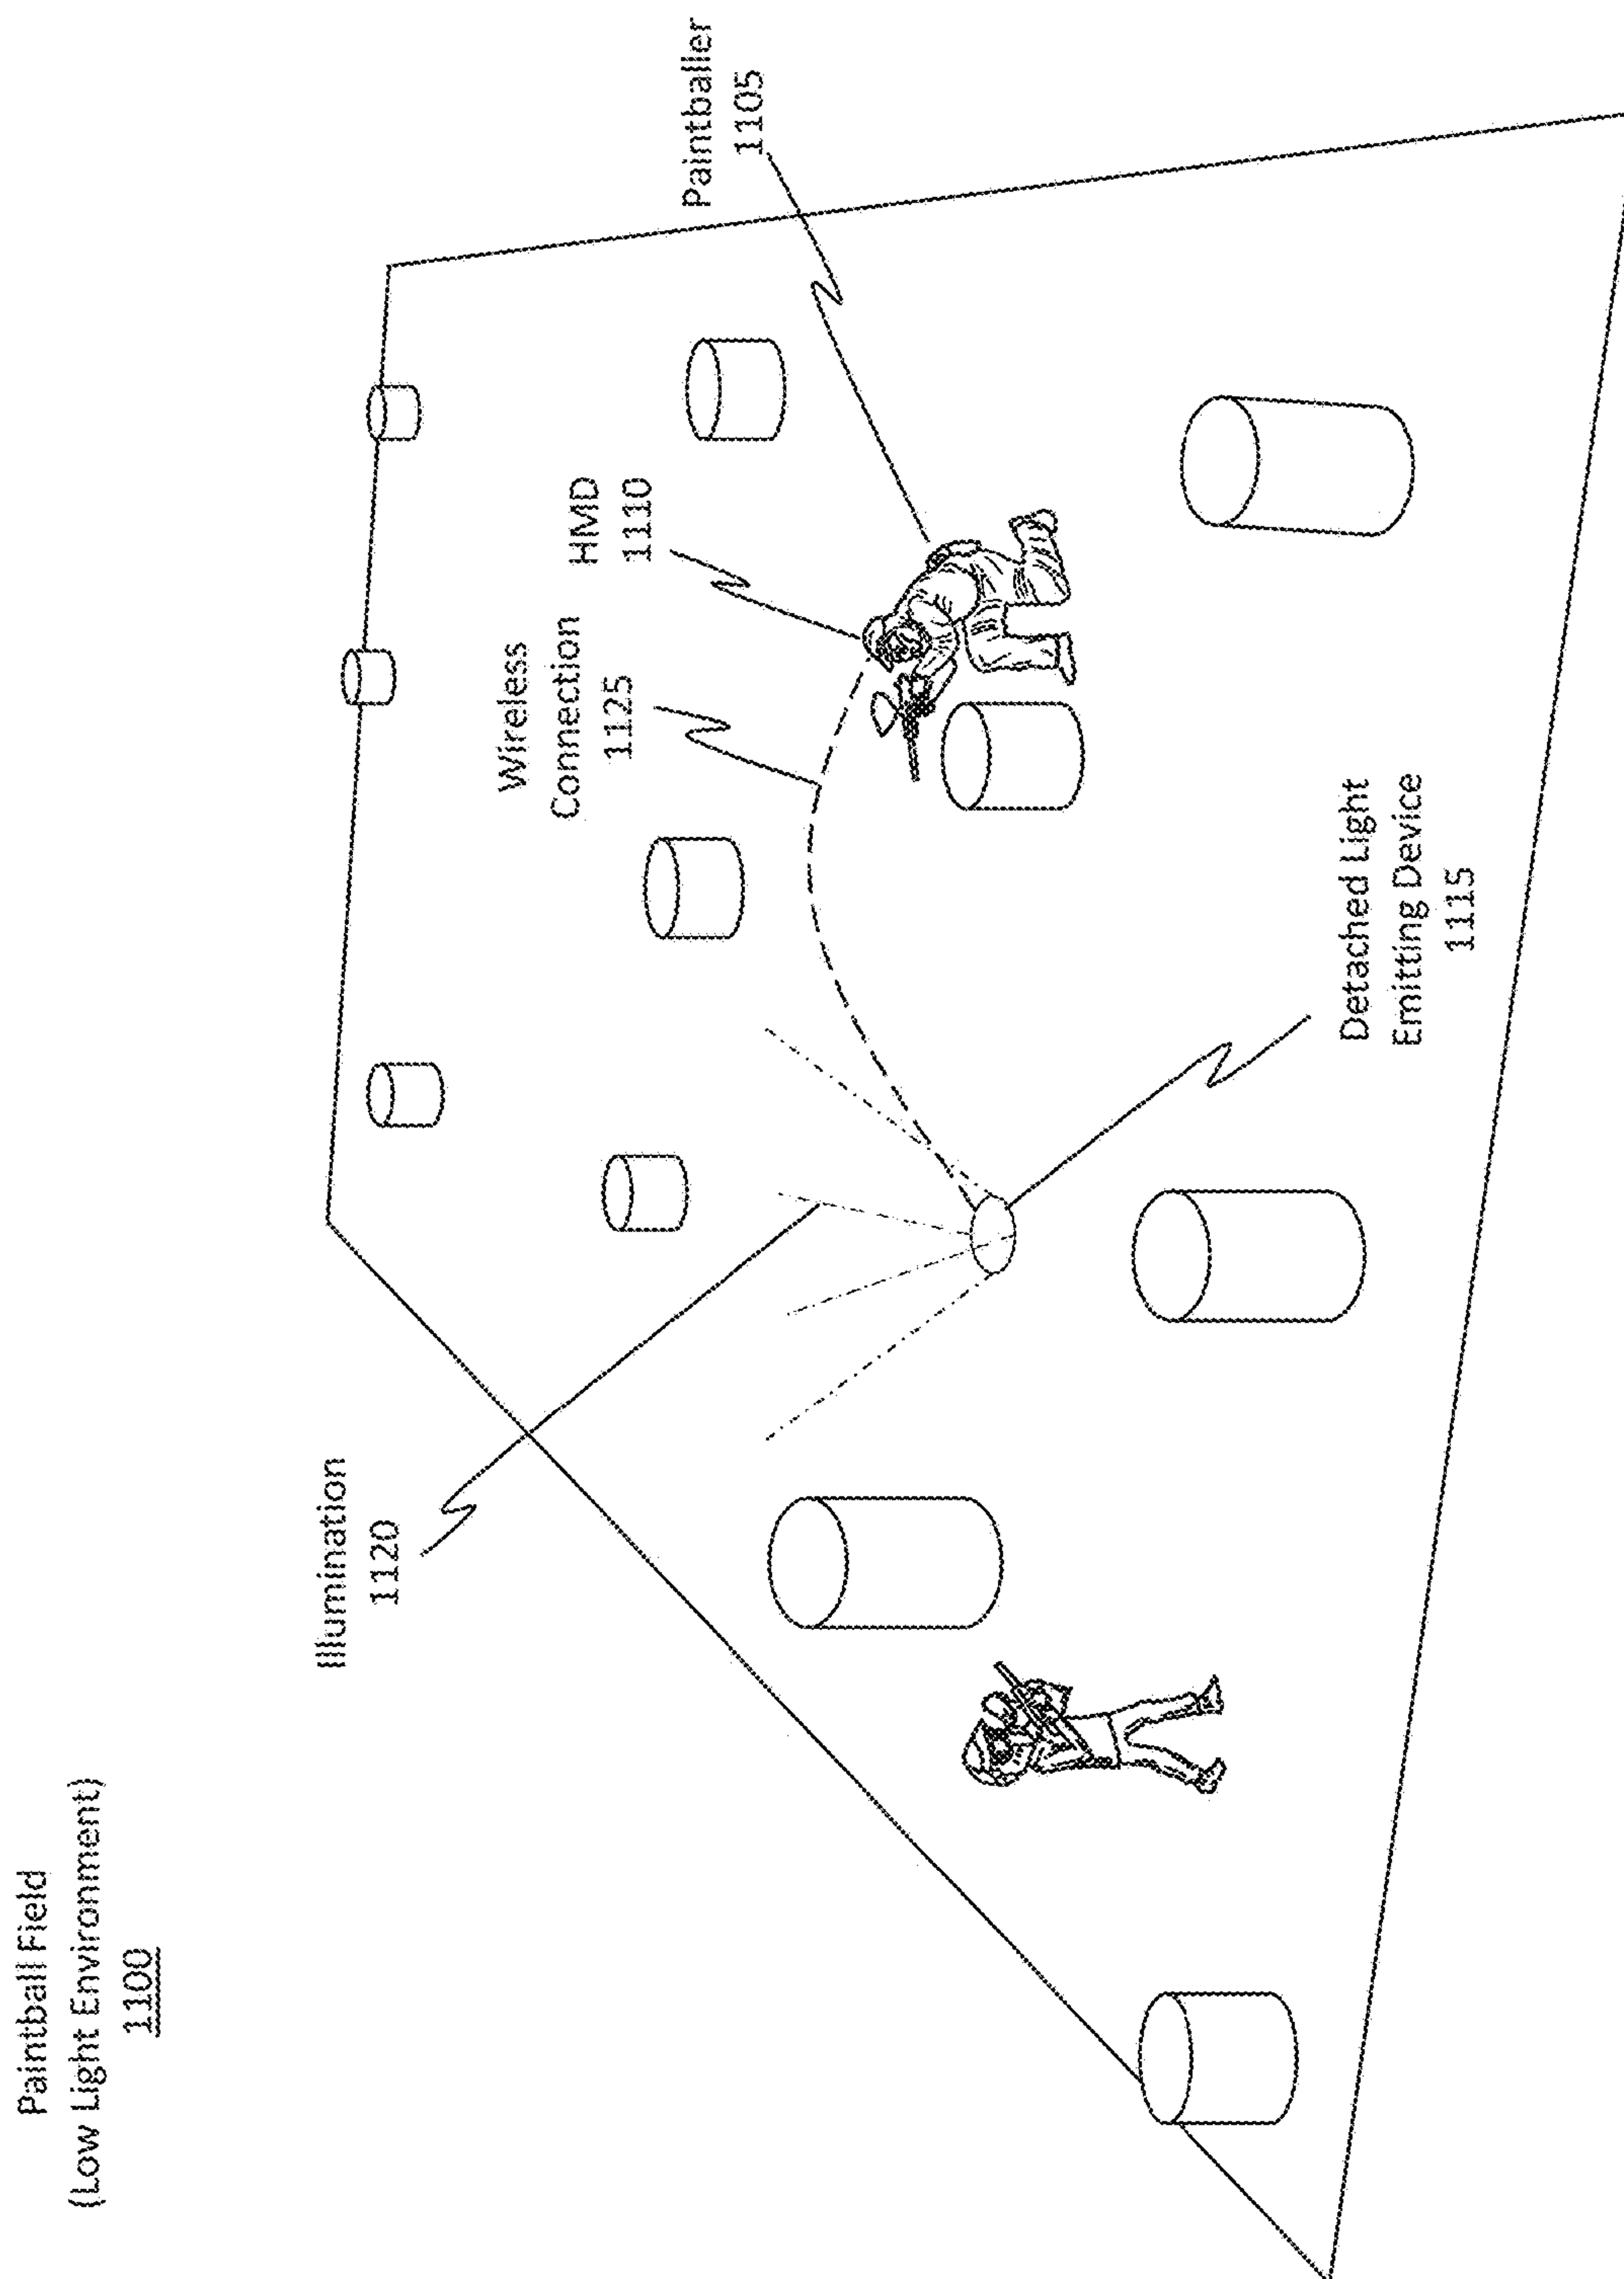 Paintball Field
(Low Light Environment)
1100
Illumination
1120
Wireless
Connection
1125
HMD
1110
Paintballer
1105
Detached Light
Emitting Device
1115